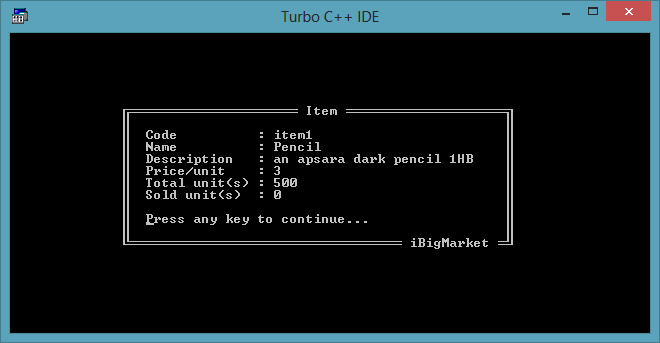 Turbo C++ IDE
Item
Code : item1
Name : Pencil
Description : an apsara dark pencil 1HB
Price/unit : 3
Total unit(s) : 500
Sold unit(s) : 0
Press any key to continue...
iBigMarket